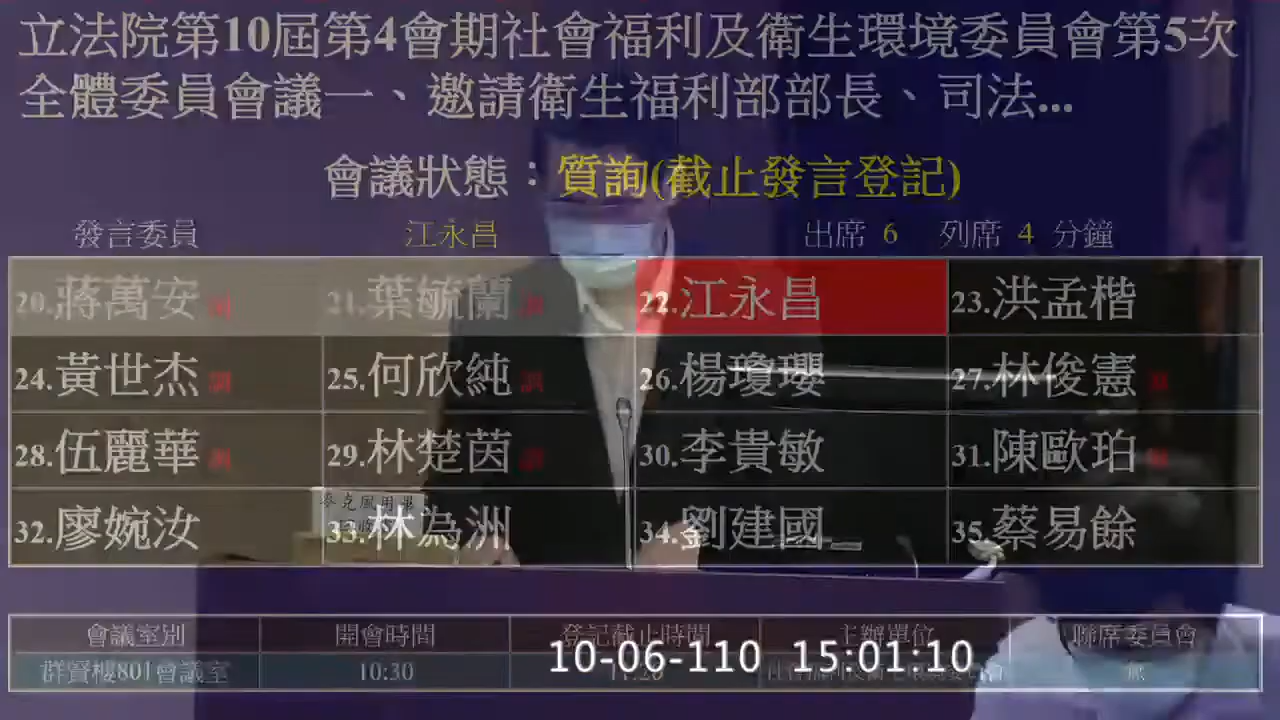 立法院第10屆第4會期社會福利及衛生環境委員會第5次
全體委員會議一、邀請衛生福利部部長、司法...
會議狀態：質詢(截止發言登記)
發言委員 江永昌 出席 6 列席 4 分鐘
20.蔣萬安 21.葉毓蘭 22.江永昌 23.洪孟楷
24.黃世杰 25.何欣純 26.楊瓊瓔 27.林俊憲
28.伍麗華 29.林楚茵 30.李貴敏 31.陳歐珀
32.廖婉汝 33.林為洲 34.劉建國 35.蔡易餘
麥克風用畢
會議室別 開會時間 登記截止時間 主辦單位 聯席委員會
群賢樓801會議室 10:30 無
10-06-110 15:01:10